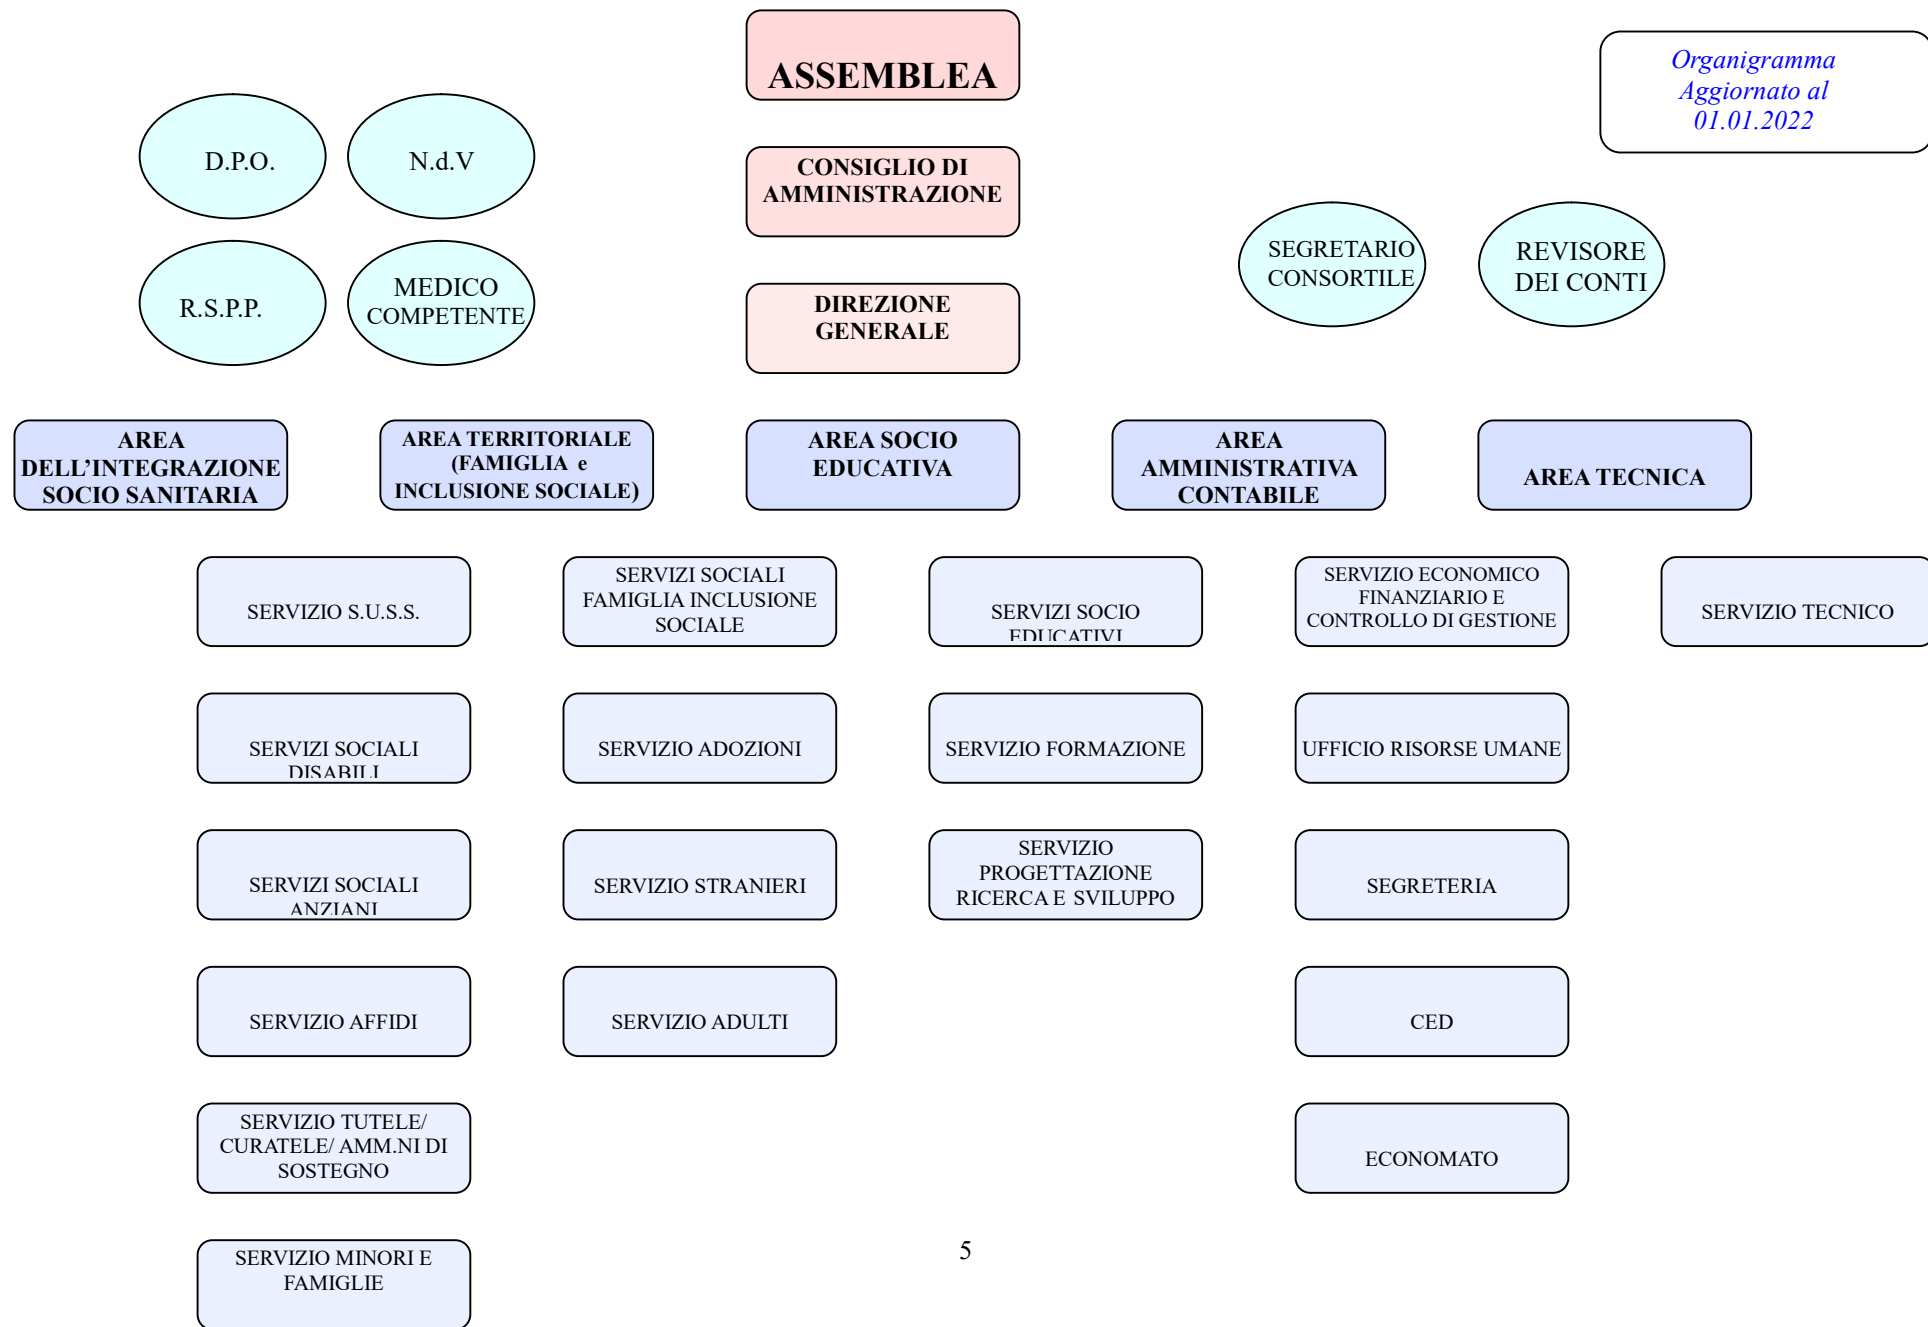 ASSEMBLEA
Organigramma
Aggiornato al
01.01.2022
D.P.O.
N.d.V
CONSIGLIO DI
AMMINISTRAZIONE
R.S.P.P.
MEDICO
COMPETENTE
DIREZIONE
GENERALE
SEGRETARIO
CONSORTILE
REVISORE
DEI CONTI
AREA
DELL’INTEGRAZIONE
SOCIO SANITARIA
AREA TERRITORIALE
(FAMIGLIA e
INCLUSIONE SOCIALE)
AREA SOCIO
EDUCATIVA
AREA
AMMINISTRATIVA
CONTABILE
AREA TECNICA
SERVIZIO S.U.S.S.
SERVIZI SOCIALI
FAMIGLIA INCLUSIONE
SOCIALE
SERVIZI SOCIO
EDUCATIVI
SERVIZIO ECONOMICO
FINANZIARIO E
CONTROLLO DI GESTIONE
SERVIZIO TECNICO
SERVIZI SOCIALI
DISABILI
SERVIZIO ADOZIONI
SERVIZIO FORMAZIONE
UFFICIO RISORSE UMANE
SERVIZI SOCIALI
ANZIANI
SERVIZIO STRANIERI
SERVIZIO
PROGETTAZIONE
RICERCA E SVILUPPO
SEGRETERIA
SERVIZIO AFFIDI
SERVIZIO ADULTI
CED
SERVIZIO TUTELE/
CURATELE/ AMM.NI DI
SOSTEGNO
ECONOMATO
SERVIZIO MINORI E
FAMIGLIE
5